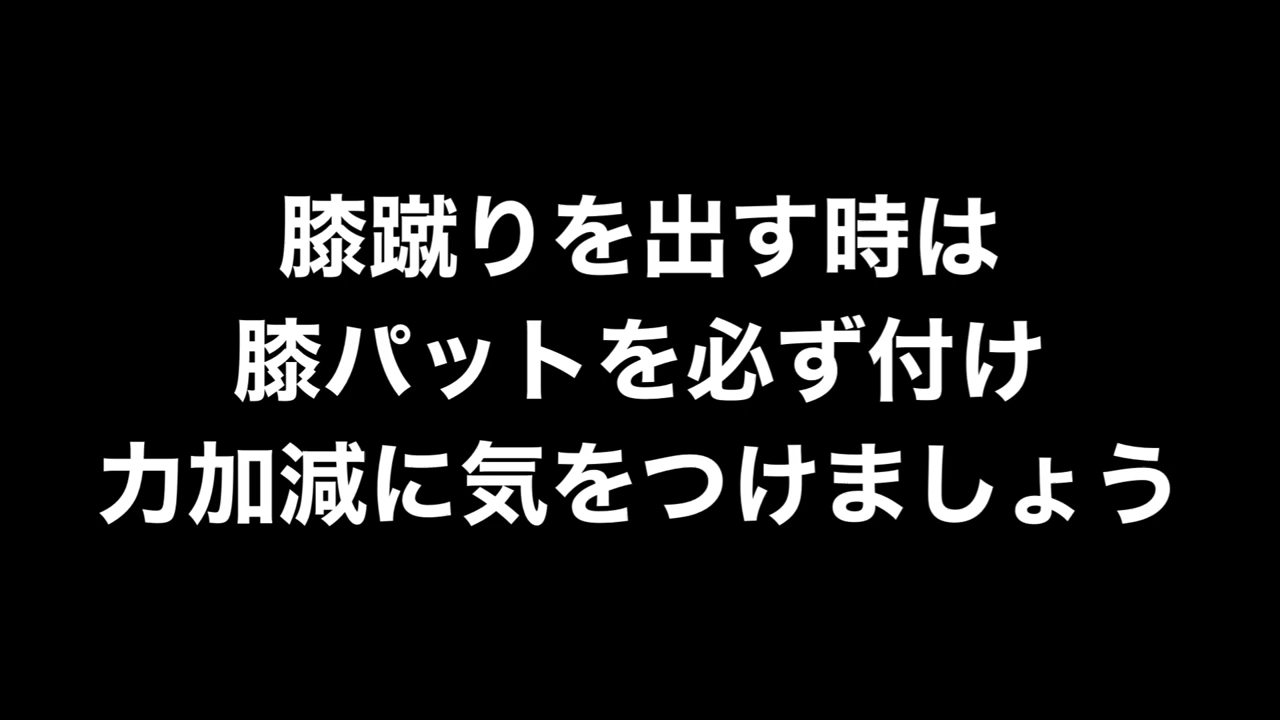 膝蹴りを出す時は
膝パットを必ず付け
力加減に気をつけましょう